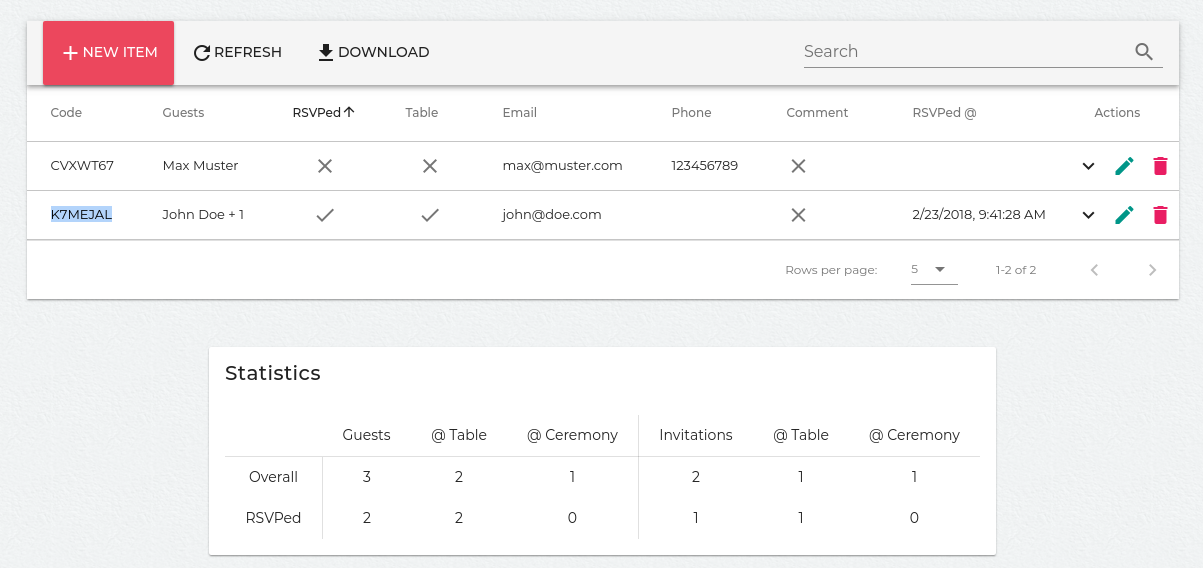 NEW ITEM REFRESH DOWNLOAD Search
Code Guests RSVPed Table Email Phone Comment RSVPed @ Actions
CVXWT67 Max Muster max@muster.com 123456789
K7MEJAL John Doe + 1 john@doe.com 2/23/2018, 9:41:28 AM
Rows per page: 5 1-2 of 2
Statistics
Guests @ Table @ Ceremony Invitations @ Table @ Ceremony
Overall 3 2 1 2 1 1
RSVPed 2 2 0 1 1 0